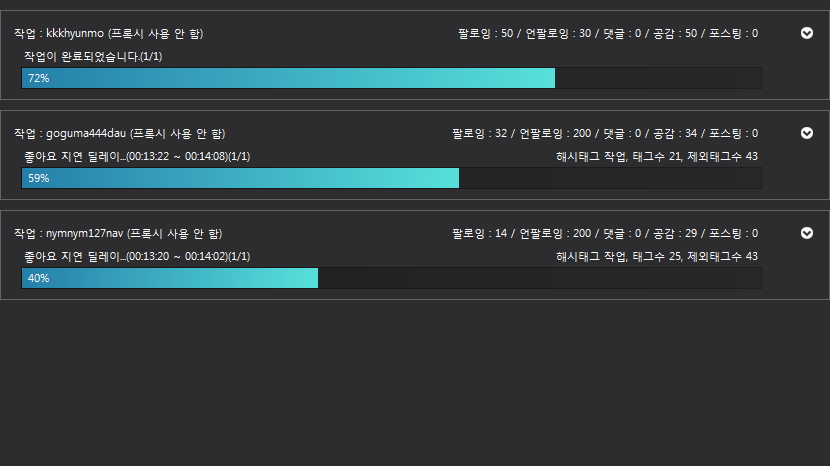 작업 : kkkhyunmo (프록시 사용 안 함) 팔로잉 : 50 / 언팔로잉 : 30 / 댓글 : 0 / 공감 : 50 / 포스팅 : 0
작업이 완료되었습니다.(1/1)
72%
작업 : goguma444dau (프록시 사용 안 함) 팔로잉 : 32 / 언팔로잉 : 200 / 댓글 : 0 / 공감 : 34 / 포스팅 : 0
좋아요 지연 딜레이...(00:13:22 ~ 00:14:08)(1/1) 해시태그 작업, 태그수 21, 제외태그수 43
59%
작업 : nymnym127nav (프록시 사용 안 함) 팔로잉 : 14 / 언팔로잉 : 200 / 댓글 : 0 / 공감 : 29 / 포스팅 : 0
좋아요 지연 딜레이...(00:13:20 ~ 00:14:02)(1/1) 해시태그 작업, 태그수 25, 제외태그수 43
40%